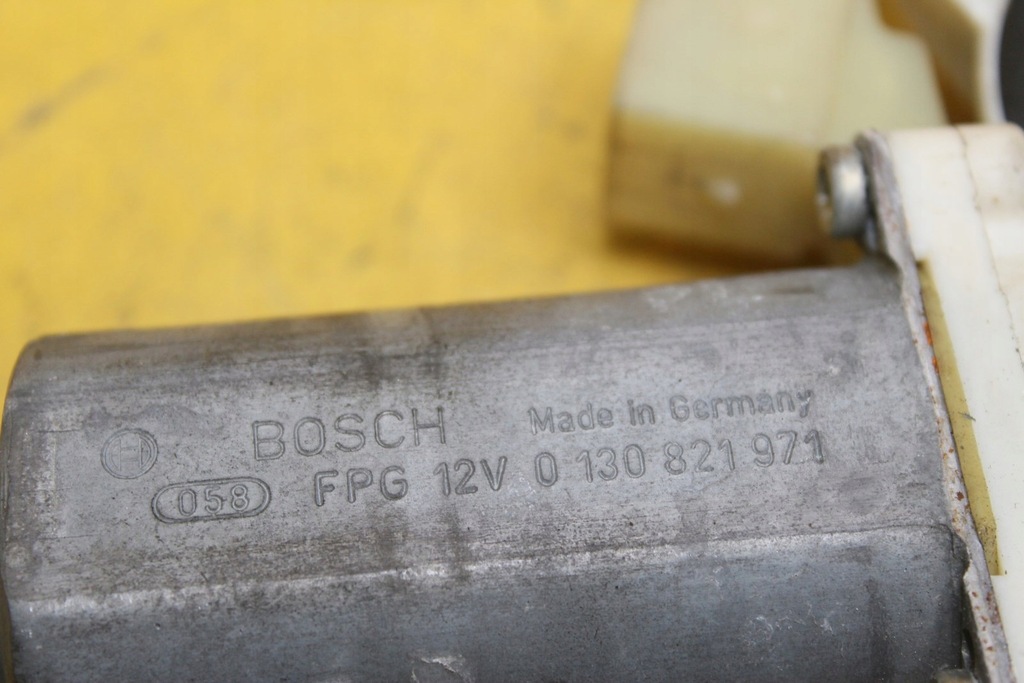 BOSCH Made in Germany
058 FPG 12V 0 130 821 971